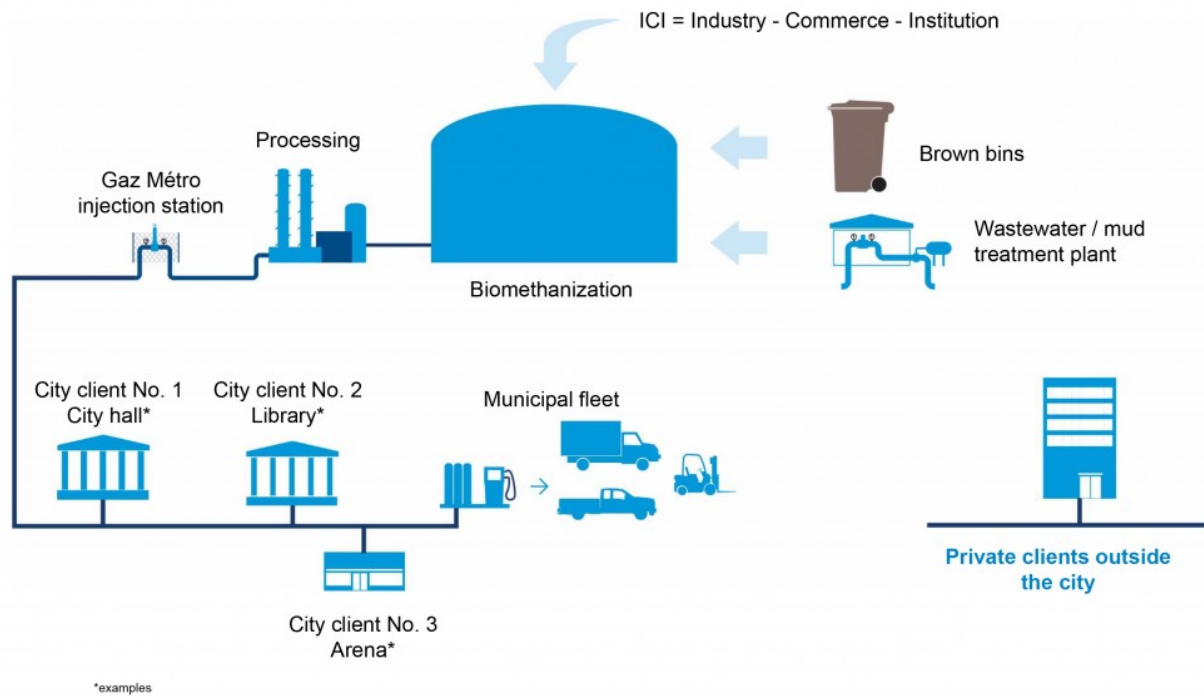 ICI = Industry - Commerce - Institution
Processing
Gaz Métro
injection station
Brown bins
Wastewater / mud
treatment plant
Biomethanization
City client No. 1
City hall*
City client No. 2
Library*
Municipal fleet
Private clients outside
the city
City client No. 3
Arena*
*examples